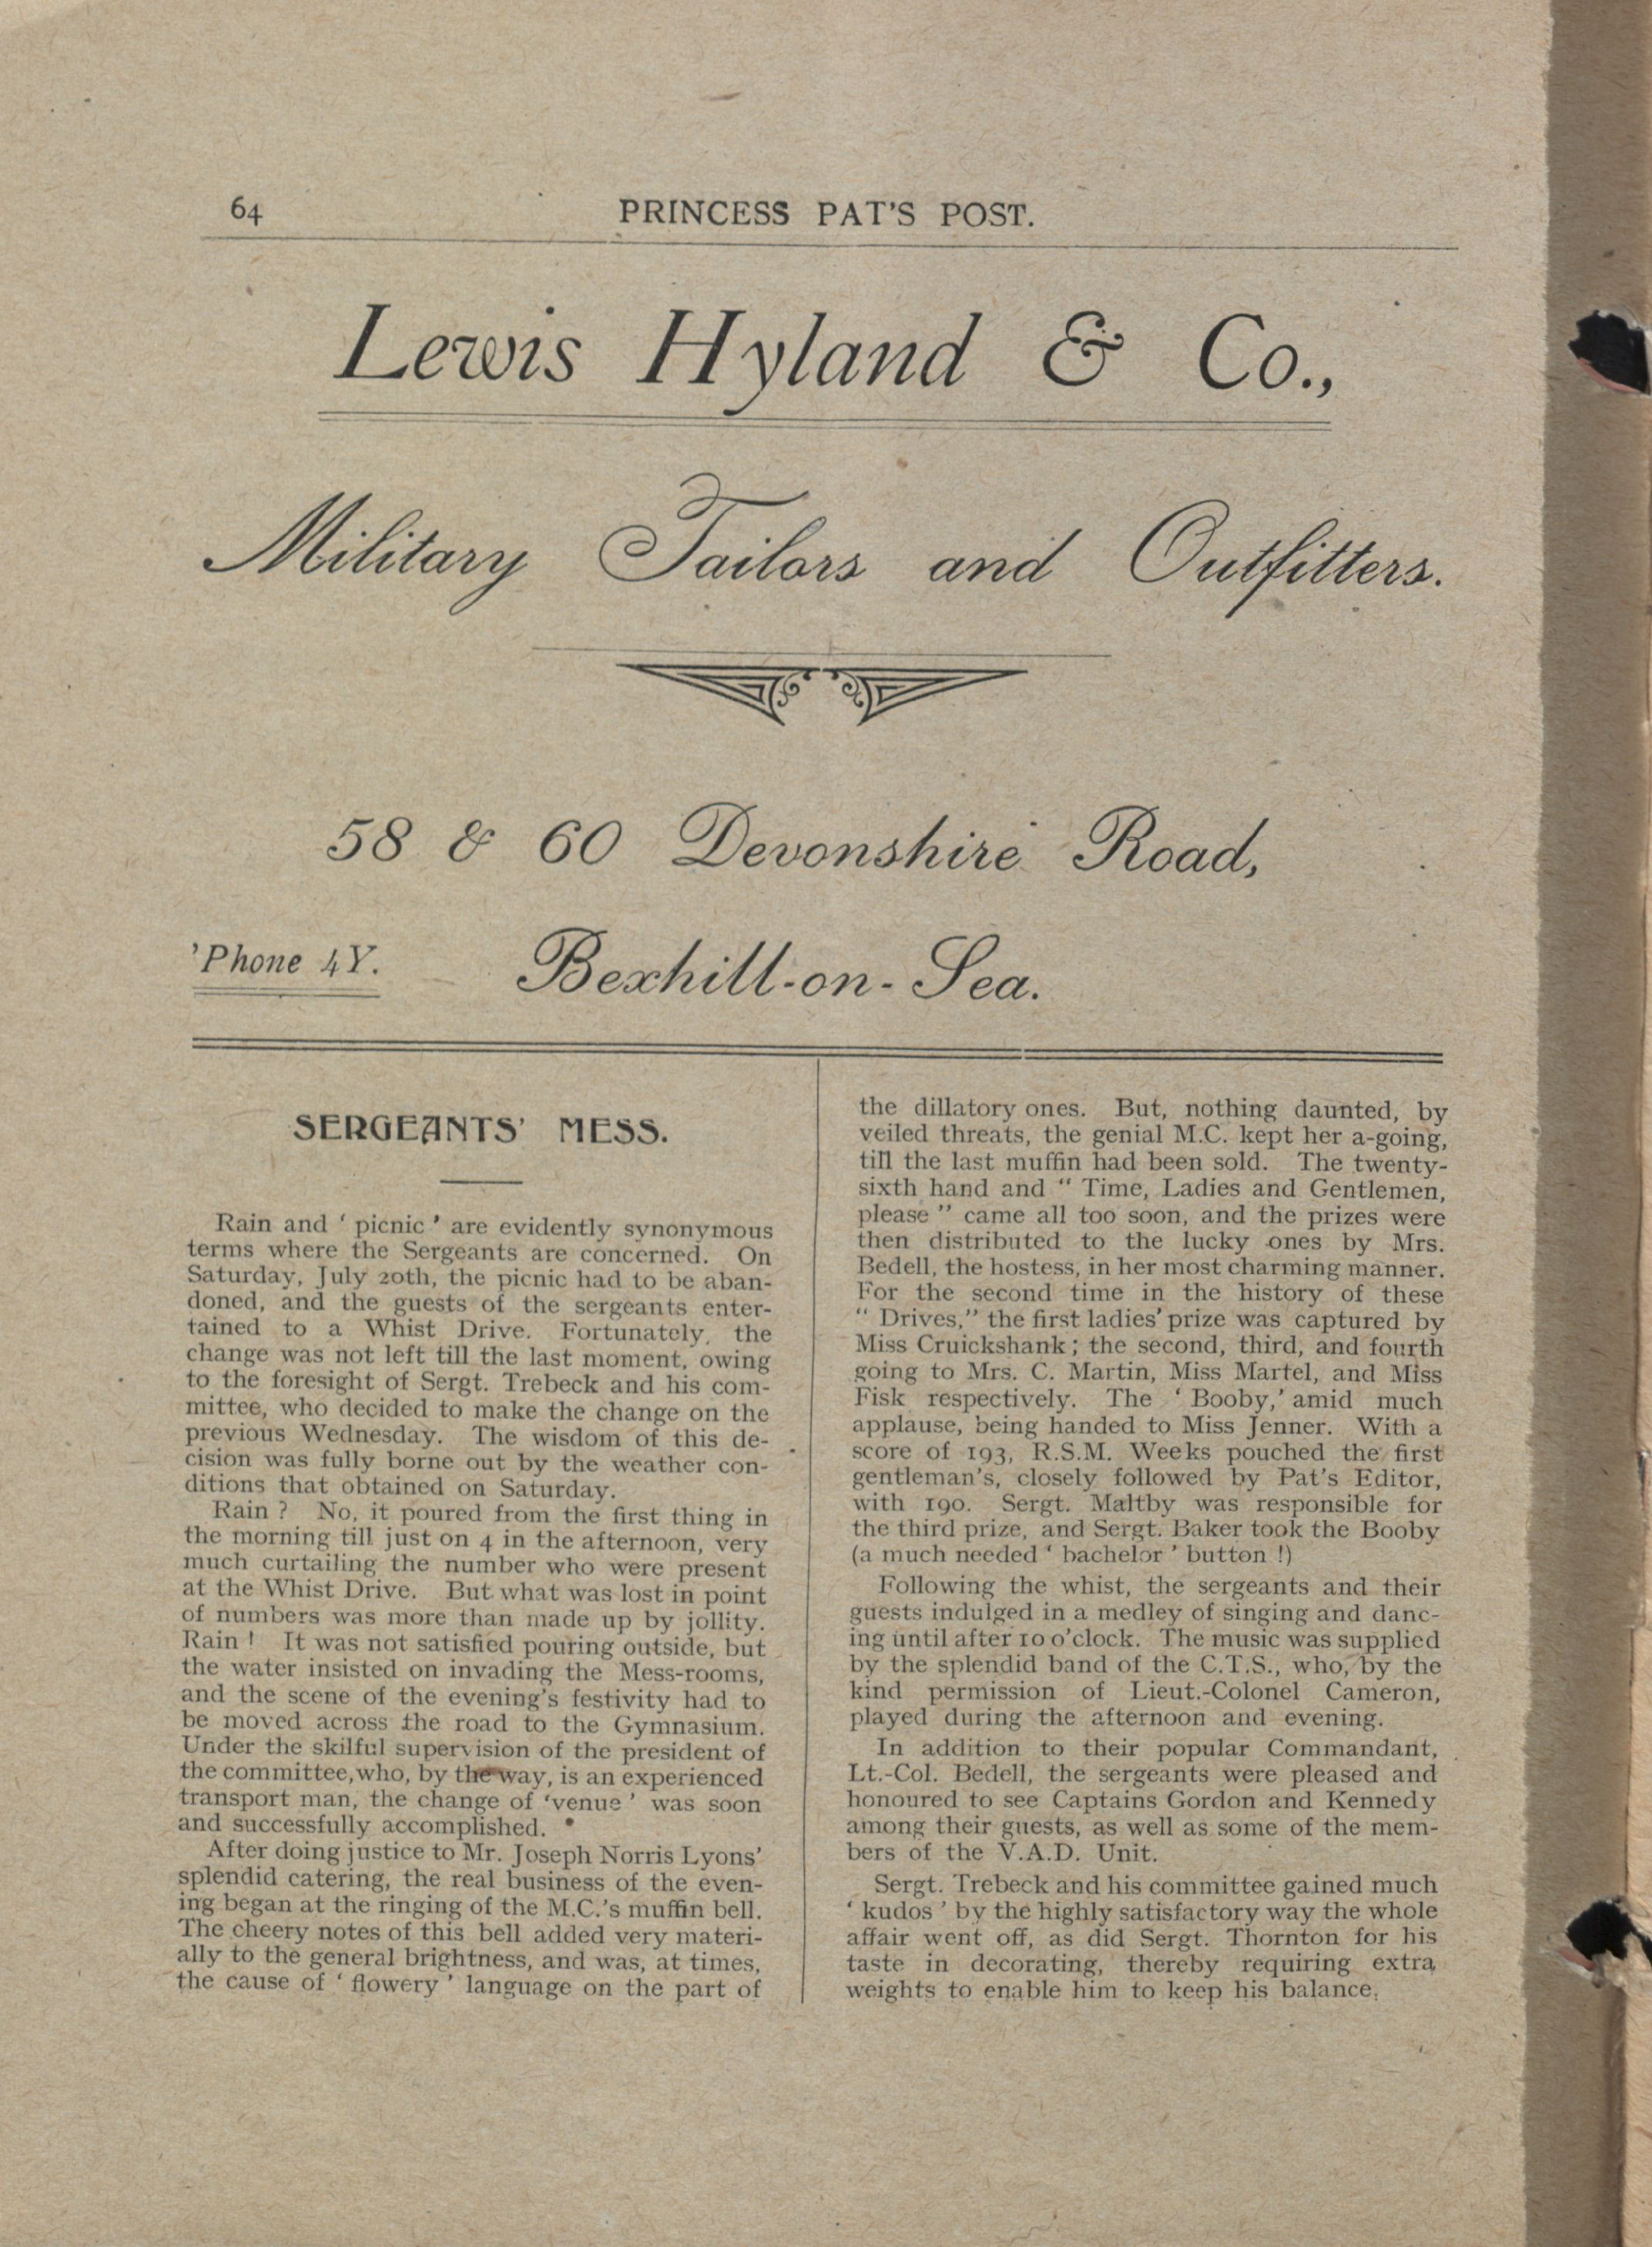 64
PRINCESS PAT'S POST.
Lewis Hyland & Co.,
Military Tailors and Outfitters.
58 & 60 Devonshire Road,
'Phone 4Y.
Bexhill-on-Sea.
SERGEANTS' MESS.
Rain and ' picnic ' are evidently synonymous
terms where the Sergeants are concerned. On
Saturday, July 20th, the picnic had to be aban-
doned, and the guests of the sergeants enter-
tained to a Whist Drive. Fortunately, the
change was not left till the last moment, owing
to the foresight of Sergt. Trebeck and his com-
mittee, who decided to make the change on the
previous Wednesday. The wisdom of this de-
cision was fully borne out by the weather con-
ditions that obtained on Saturday.
Rain ? No, it poured from the first thing in
the morning till just on 4 in the afternoon, very
much curtailing the number who were present
at the Whist Drive. But what was lost in point
of numbers was more than made up by jollity.
Rain ! It was not satisfied pouring outside, but
the water insisted on invading the Mess-rooms,
and the scene of the evening's festivity had to
be moved across the road to the Gymnasium.
Under the skilful supervision of the president of
the committee, who, by the way, is an experienced
transport man, the change of 'venue' was soon
and successfully accomplished.
After doing justice to Mr. Joseph Norris Lyons'
splendid catering, the real business of the even-
ing began at the ringing of the M.C.'s muffin bell.
The cheery notes of this bell added very materi-
ally to the general brightness, and was, at times,
the cause of ' flowery ' language on the part of
the dillatory ones. But, nothing daunted, by
veiled threats, the genial M.C. kept her a-going,
till the last muffin had been sold. The twenty-
sixth hand and " Time, Ladies and Gentlemen,
please " came all too soon, and the prizes were
then distributed to the lucky ones by Mrs.
Bedell, the hostess, in her most charming manner.
For the second time in the history of these
" Drives," the first ladies' prize was captured by
Miss Cruickshank ; the second, third, and fourth
going to Mrs. C. Martin, Miss Martel, and Miss
Fisk respectively. The ' Booby,' amid much
applause, being handed to Miss Jenner. With a
score of 193, R.S.M. Weeks pouched the first
gentleman's, closely followed by Pat's Editor,
with 190. Sergt. Maltby was responsible for
the third prize, and Sergt. Baker took the Booby
(a much needed ' bachelor ' button !)
Following the whist, the sergeants and their
guests indulged in a medley of singing and danc-
ing until after 10 o'clock. The music was supplied
by the splendid band of the C.T.S., who, by the
kind permission of Lieut.-Colonel Cameron,
played during the afternoon and evening.
In addition to their popular Commandant,
Lt.-Col. Bedell, the sergeants were pleased and
honoured to see Captains Gordon and Kennedy
among their guests, as well as some of the mem-
bers of the V.A.D. Unit.
Sergt. Trebeck and his committee gained much
' kudos ' by the highly satisfactory way the whole
affair went off, as did Sergt. Thornton for his
taste in decorating, thereby requiring extra
weights to enable him to keep his balance.